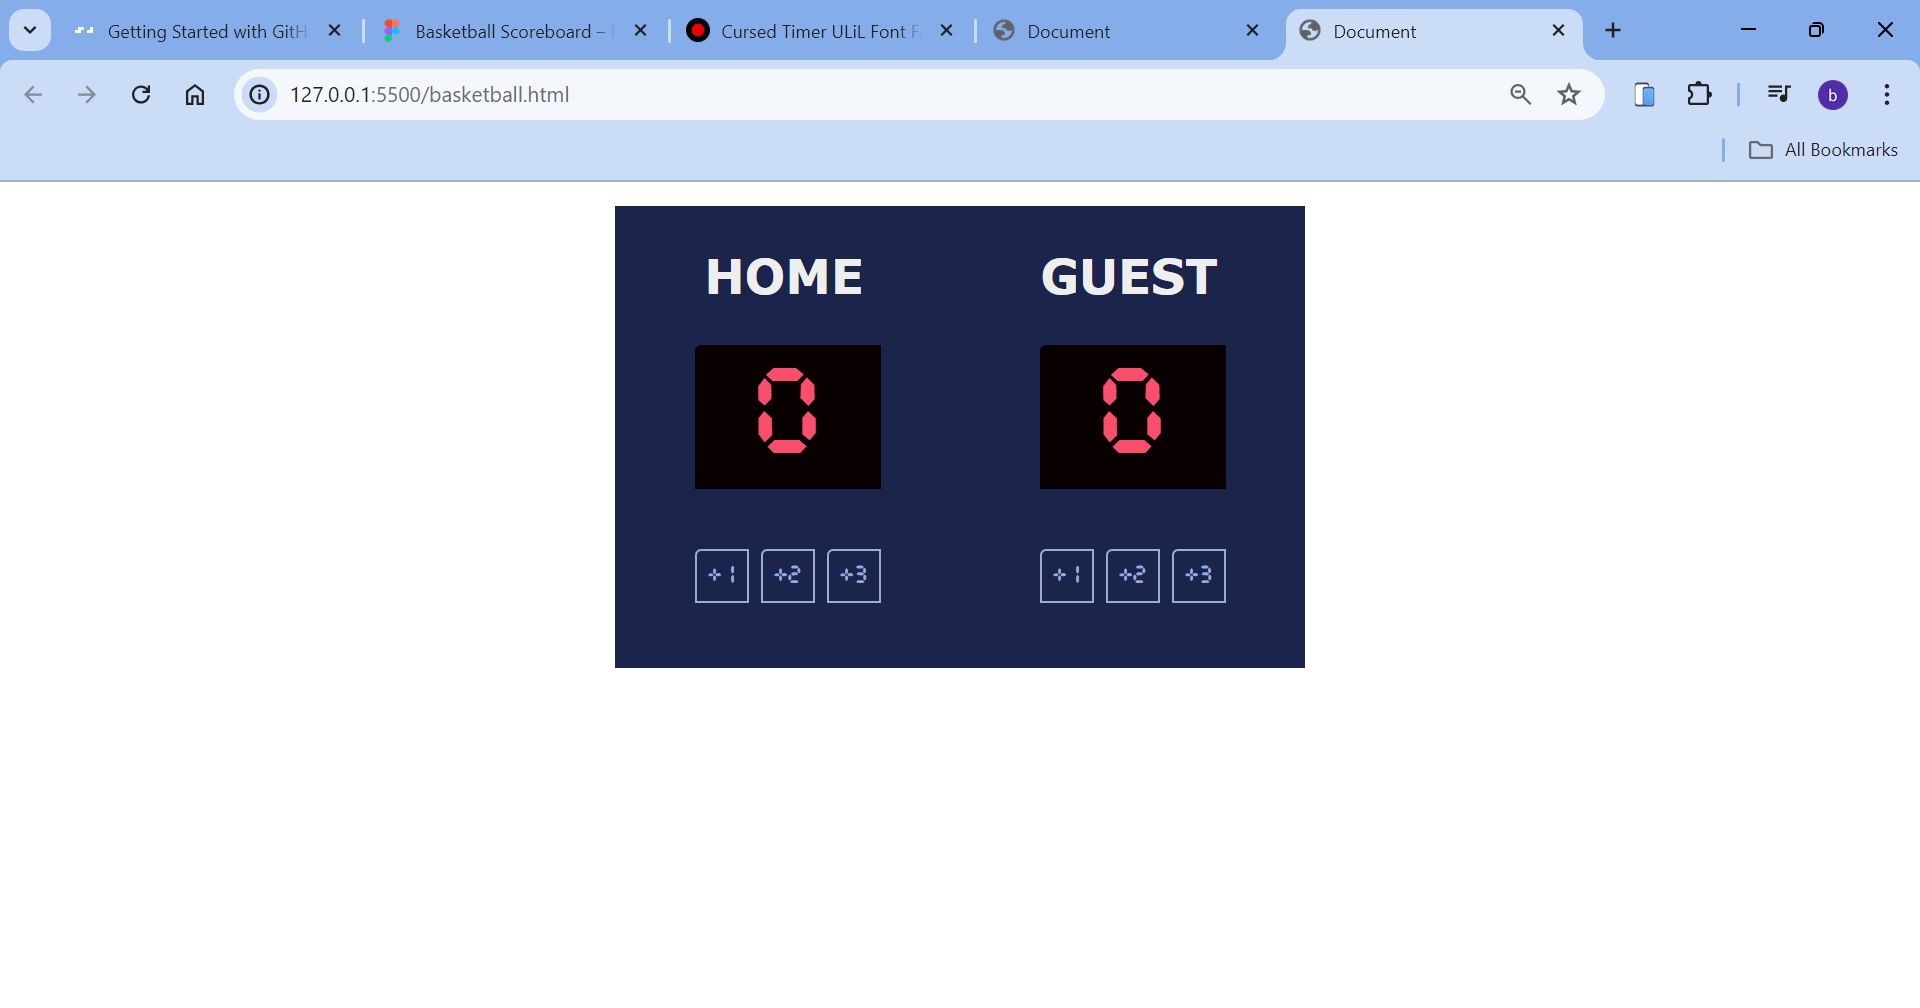 Getting Started with GitH
Basketball Scoreboard –
Cursed Timer ULiL Font F
Document
Document
127.0.0.1:5500/basketball.html
b
All Bookmarks
HOME GUEST
0 0
+1 +2 +3 +1 +2 +3